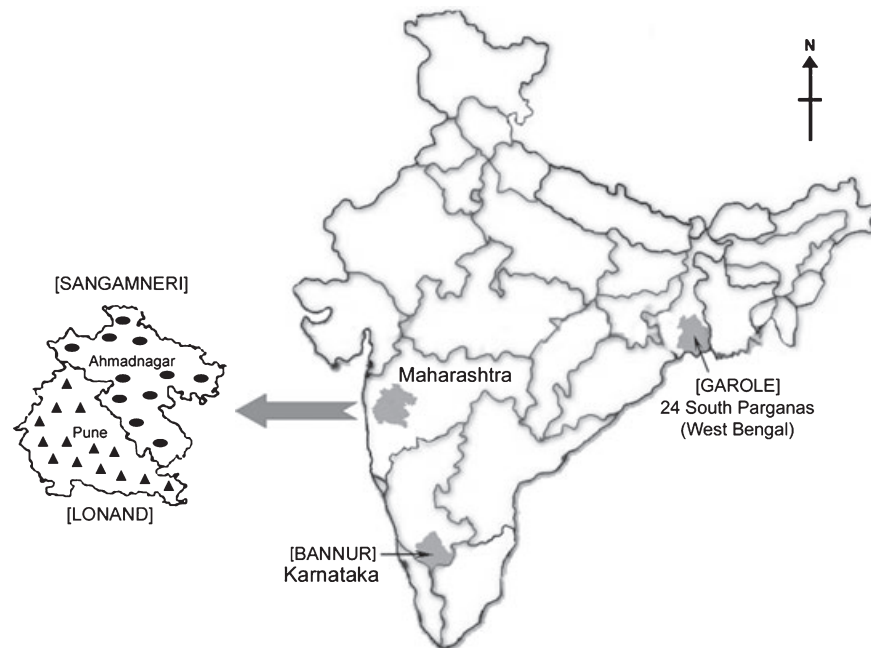 N
[SANGAMNERI]
Ahmadnagar
Pune
[LONAND]
Maharashtra
[GAROLE]
24 South Parganas
(West Bengal)
[BANNUR]
Karnataka